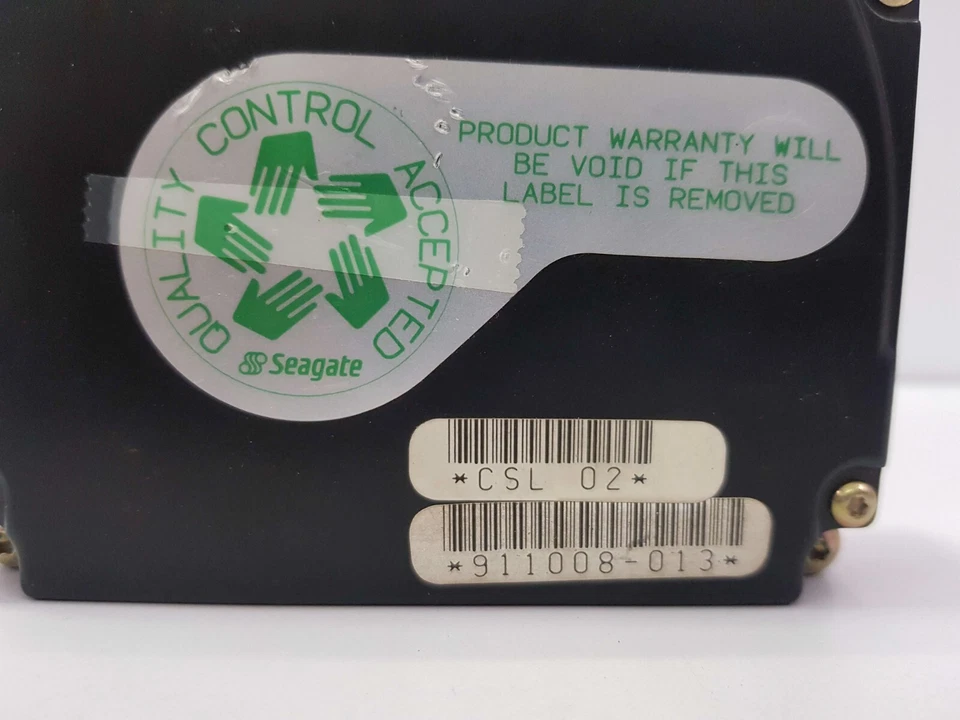 QUALITY CONTROL ACCEPTED
Seagate
PRODUCT WARRANTY WILL
BE VOID IF THIS
LABEL IS REMOVED
*CSL 02*
*911008-013*